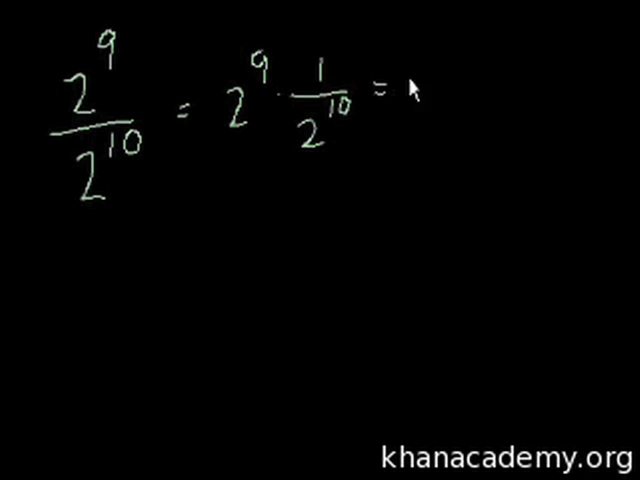 2^9 / 2^10 = 2^9 · 1 / 2^10 =
khanacademy.org